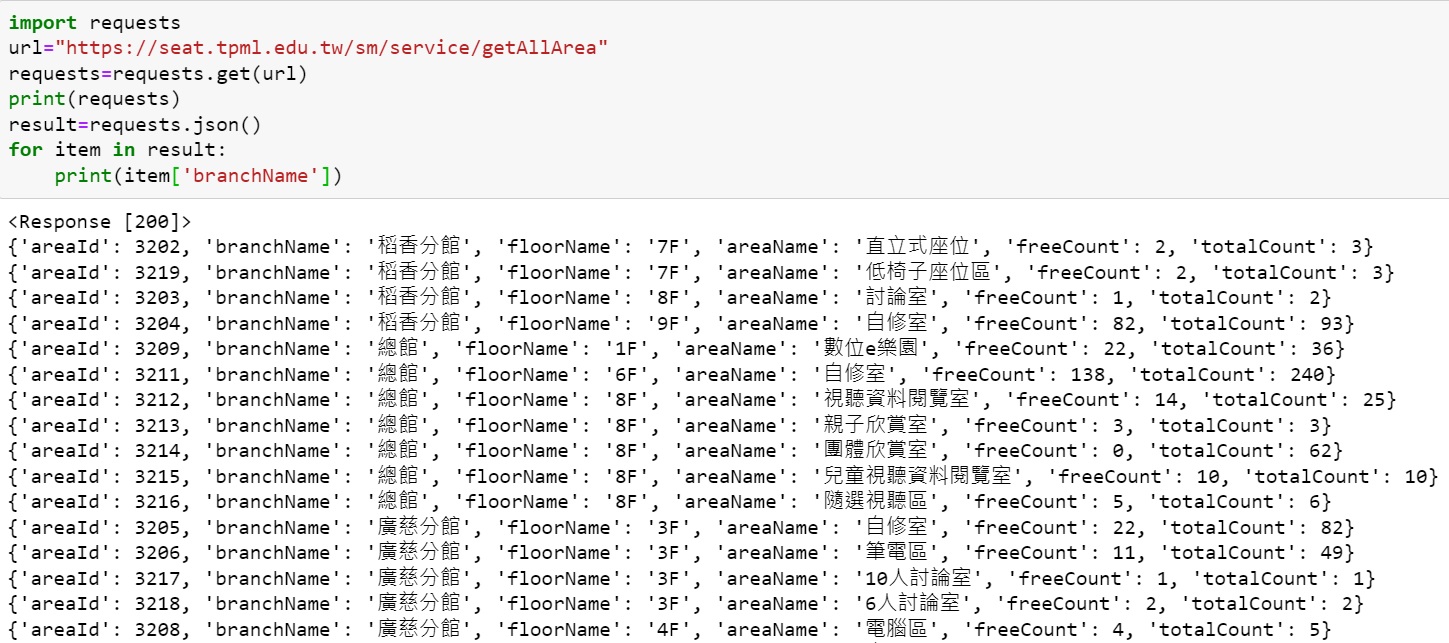 import requests
url="https://seat.tpml.edu.tw/sm/service/getAllArea"
requests=requests.get(url)
print(requests)
result=requests.json()
for item in result:
    print(item['branchName'])
<Response [200]>
{'areaId': 3202, 'branchName': '稻香分館', 'floorName': '7F', 'areaName': '直立式座位', 'freeCount': 2, 'totalCount': 3}
{'areaId': 3219, 'branchName': '稻香分館', 'floorName': '7F', 'areaName': '低椅子座位區', 'freeCount': 2, 'totalCount': 3}
{'areaId': 3203, 'branchName': '稻香分館', 'floorName': '8F', 'areaName': '討論室', 'freeCount': 1, 'totalCount': 2}
{'areaId': 3204, 'branchName': '稻香分館', 'floorName': '9F', 'areaName': '自修室', 'freeCount': 82, 'totalCount': 93}
{'areaId': 3209, 'branchName': '總館', 'floorName': '1F', 'areaName': '數位e樂園', 'freeCount': 22, 'totalCount': 36}
{'areaId': 3211, 'branchName': '總館', 'floorName': '6F', 'areaName': '自修室', 'freeCount': 138, 'totalCount': 240}
{'areaId': 3212, 'branchName': '總館', 'floorName': '8F', 'areaName': '視聽資料閱覽室', 'freeCount': 14, 'totalCount': 25}
{'areaId': 3213, 'branchName': '總館', 'floorName': '8F', 'areaName': '親子欣賞室', 'freeCount': 3, 'totalCount': 3}
{'areaId': 3214, 'branchName': '總館', 'floorName': '8F', 'areaName': '團體欣賞室', 'freeCount': 0, 'totalCount': 62}
{'areaId': 3215, 'branchName': '總館', 'floorName': '8F', 'areaName': '兒童視聽資料閱覽室', 'freeCount': 10, 'totalCount': 10}
{'areaId': 3216, 'branchName': '總館', 'floorName': '8F', 'areaName': '隨選視聽區', 'freeCount': 5, 'totalCount': 6}
{'areaId': 3205, 'branchName': '廣慈分館', 'floorName': '3F', 'areaName': '自修室', 'freeCount': 22, 'totalCount': 82}
{'areaId': 3206, 'branchName': '廣慈分館', 'floorName': '3F', 'areaName': '筆電區', 'freeCount': 11, 'totalCount': 49}
{'areaId': 3217, 'branchName': '廣慈分館', 'floorName': '3F', 'areaName': '10人討論室', 'freeCount': 1, 'totalCount': 1}
{'areaId': 3218, 'branchName': '廣慈分館', 'floorName': '3F', 'areaName': '6人討論室', 'freeCount': 2, 'totalCount': 2}
{'areaId': 3208, 'branchName': '廣慈分館', 'floorName': '4F', 'areaName': '電腦區', 'freeCount': 4, 'totalCount': 5}